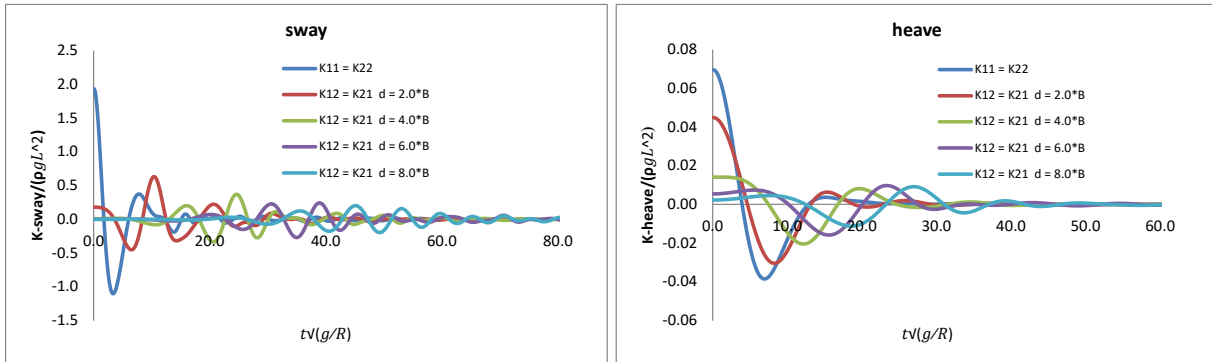 sway
K-sway/(ρgL^2)
2.5
2.0
1.5
1.0
0.5
0.0
-0.5
-1.0
-1.5
0.0
20.0
40.0
60.0
80.0
K11 = K22
K12 = K21 d = 2.0*B
K12 = K21 d = 4.0*B
K12 = K21 d = 6.0*B
K12 = K21 d = 8.0*B
t√(g/R)
heave
K-heave/(ρgL^2)
0.08
0.06
0.04
0.02
0.00
-0.02
-0.04
-0.06
0.0
10.0
20.0
30.0
40.0
50.0
60.0
K11 = K22
K12 = K21 d = 2.0*B
K12 = K21 d = 4.0*B
K12 = K21 d = 6.0*B
K12 = K21 d = 8.0*B
t√(g/R)